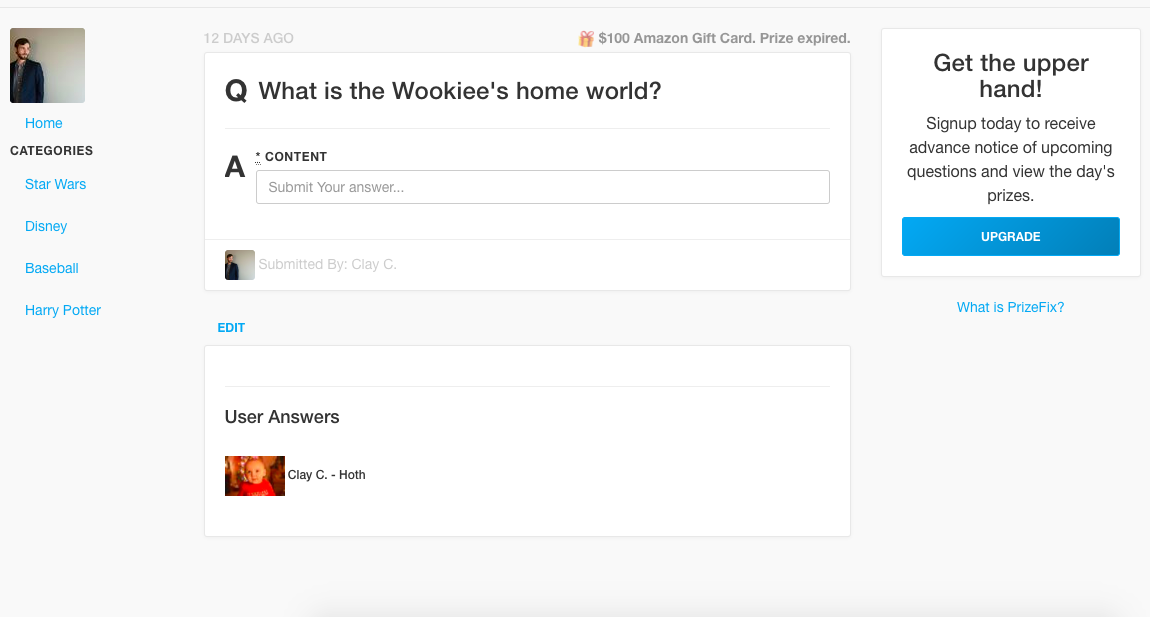 12 DAYS AGO
$100 Amazon Gift Card. Prize expired.
Home
CATEGORIES
Star Wars
Disney
Baseball
Harry Potter
Q What is the Wookiee's home world?
A * CONTENT
Submit Your answer...
Submitted By: Clay C.
EDIT
User Answers
Clay C. - Hoth
Get the upper
hand!
Signup today to receive
advance notice of upcoming
questions and view the day's
prizes.
UPGRADE
What is PrizeFix?